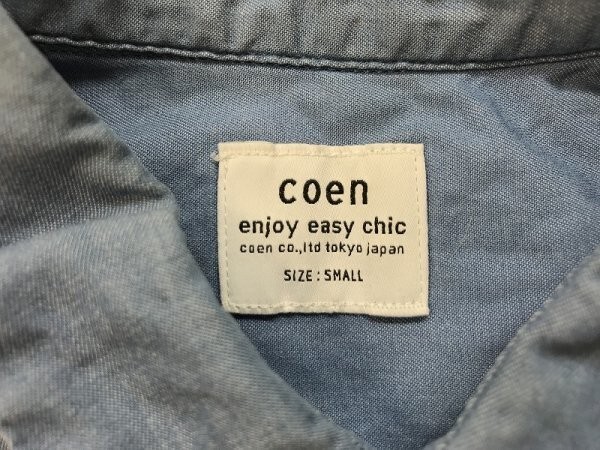 coen
enjoy easy chic
coen co.,ltd tokyo japan
SIZE : SMALL